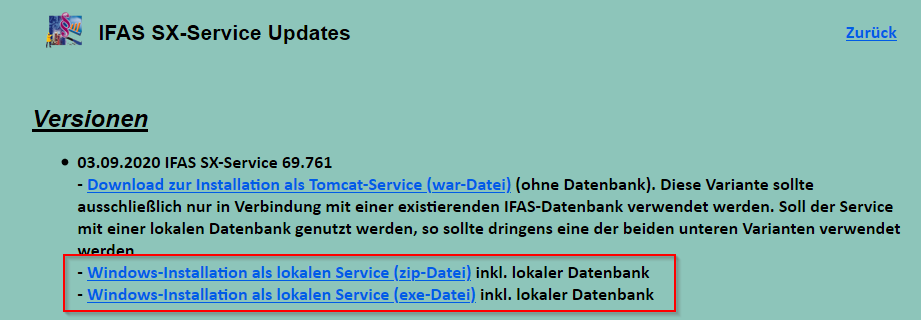 IFAS SX-Service Updates
Zurück
Versionen
• 03.09.2020 IFAS SX-Service 69.761
- Download zur Installation als Tomcat-Service (war-Datei) (ohne Datenbank). Diese Variante sollte
ausschließlich nur in Verbindung mit einer existierenden IFAS-Datenbank verwendet werden. Soll der Service
mit einer lokalen Datenbank genutzt werden, so sollte dringens eine der beiden unteren Varianten verwendet
werden
- Windows-Installation als lokalen Service (zip-Datei) inkl. lokaler Datenbank
- Windows-Installation als lokalen Service (exe-Datei) inkl. lokaler Datenbank